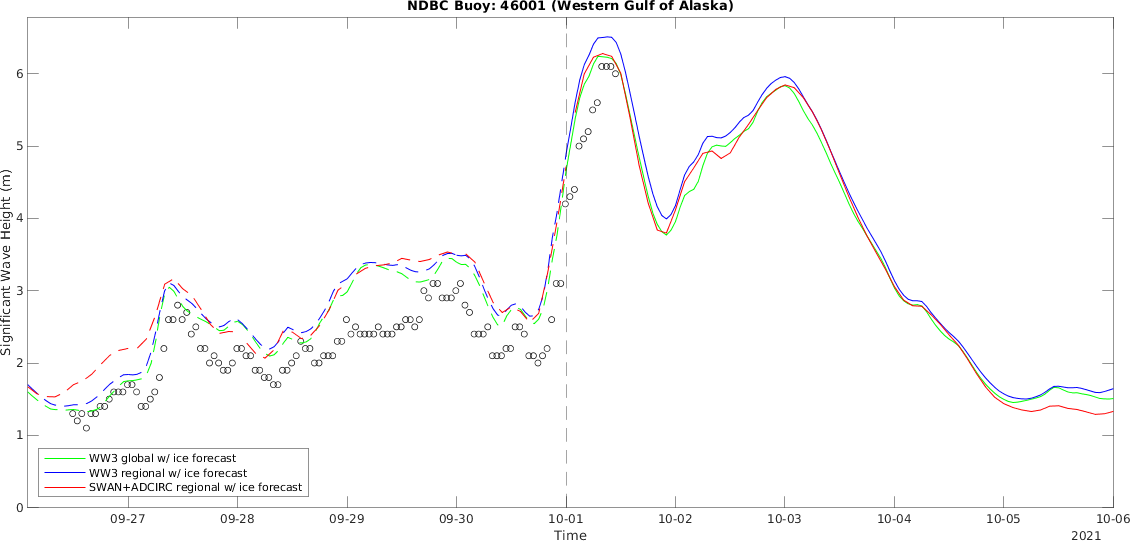 NDBC Buoy: 46001 (Western Gulf of Alaska)
Significant Wave Height (m)
6
5
4
3
2
1
0
WW3 global w/ ice forecast
WW3 regional w/ ice forecast
SWAN+ADCIRC regional w/ ice forecast
09-27 09-28 09-29 09-30 10-01 10-02 10-03 10-04 10-05 10-06
Time
2021